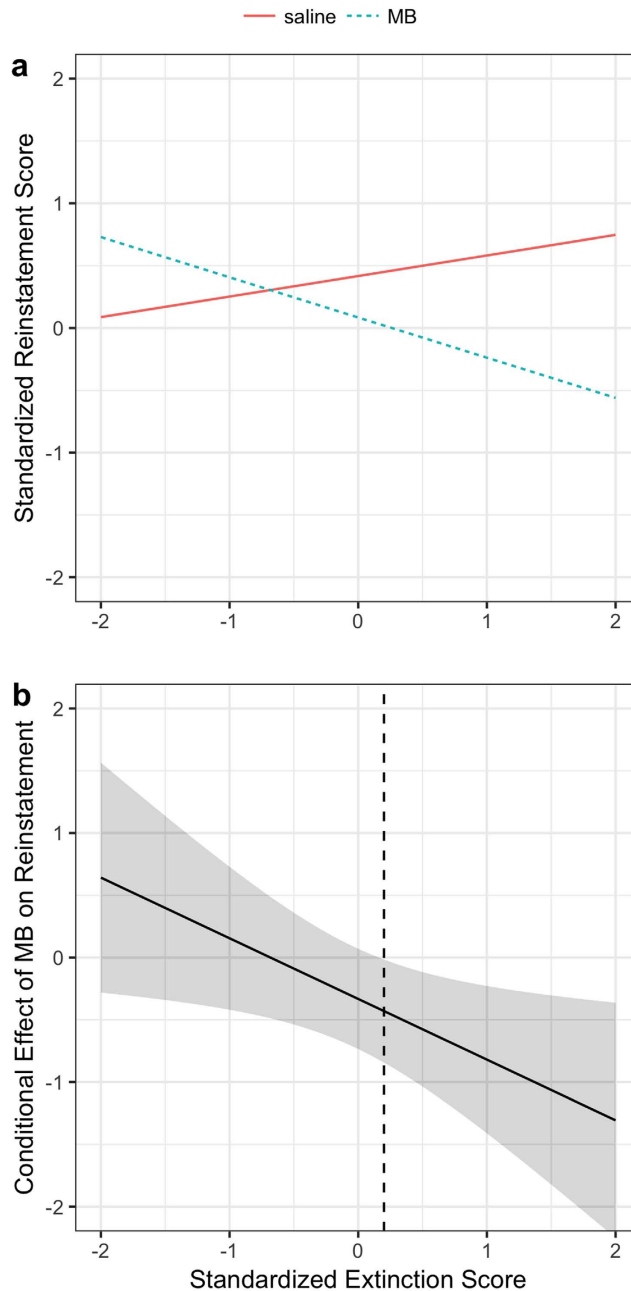 saline MB
a
Standardized Reinstatement Score
2
1
0
-1
-2
-2 -1 0 1 2
b
Conditional Effect of MB on Reinstatement
2
1
0
-1
-2
-2 -1 0 1 2
Standardized Extinction Score